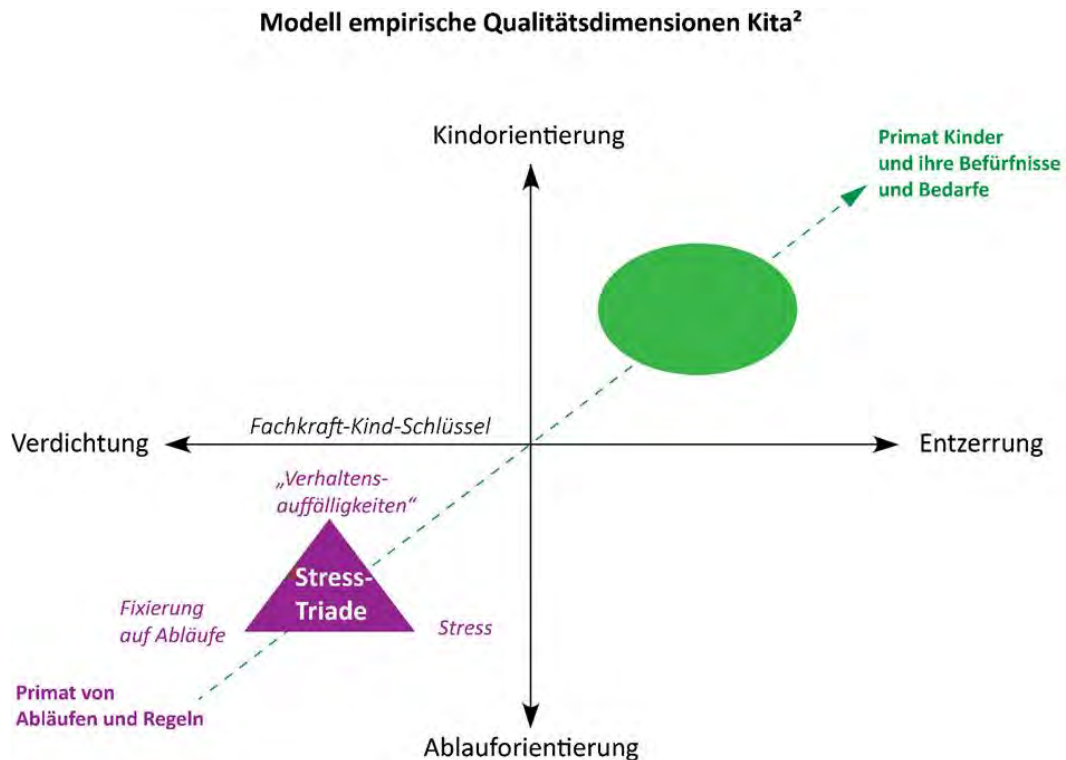 Modell empirische Qualitätsdimensionen Kita²
Kindorientierung
Primat Kinder
und ihre Befürfnisse
und Bedarfe
Fachkraft-Kind-Schlüssel
Verdichtung
Entzerrung
„Verhaltens-
auffälligkeiten“
Stress-
Triade
Fixierung
auf Abläufe
Stress
Primat von
Abläufen und Regeln
Ablauforientierung